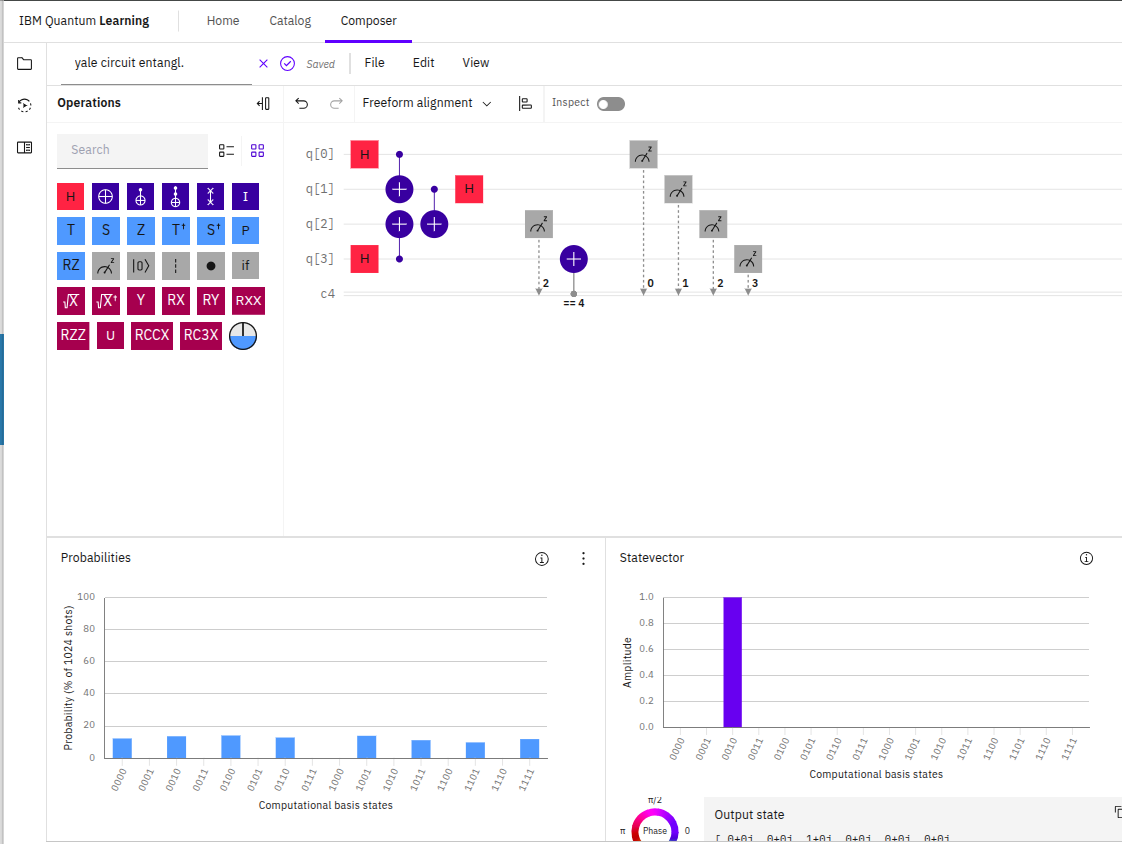 IBM Quantum Learning
Home
Catalog
Composer
yale circuit entangl.
Saved
File
Edit
View
Operations
Freeform alignment
Inspect
Search
H
I
T
S
Z
T†
S†
P
RZ
z
|0⟩
if
√X
√X†
Y
RX
RY
RXX
RZZ
U
RCCX
RC3X
q[0]
H
z
q[1]
H
z
q[2]
z
z
q[3]
H
z
c4
2
0
1
2
3
== 4
Probabilities
Probability (% of 1024 shots)
100
80
60
40
20
0
0000
0001
0010
0011
0100
0101
0110
0111
1000
1001
1010
1011
1100
1101
1110
1111
Computational basis states
Statevector
Amplitude
1.0
0.8
0.6
0.4
0.2
0.0
0000
0001
0010
0011
0100
0101
0110
0111
1000
1001
1010
1011
1100
1101
1110
1111
Computational basis states
π/2
π
Phase
0
Output state
[ 0+0j, 0+0j, 1+0j, 0+0j, 0+0j, 0+0j,